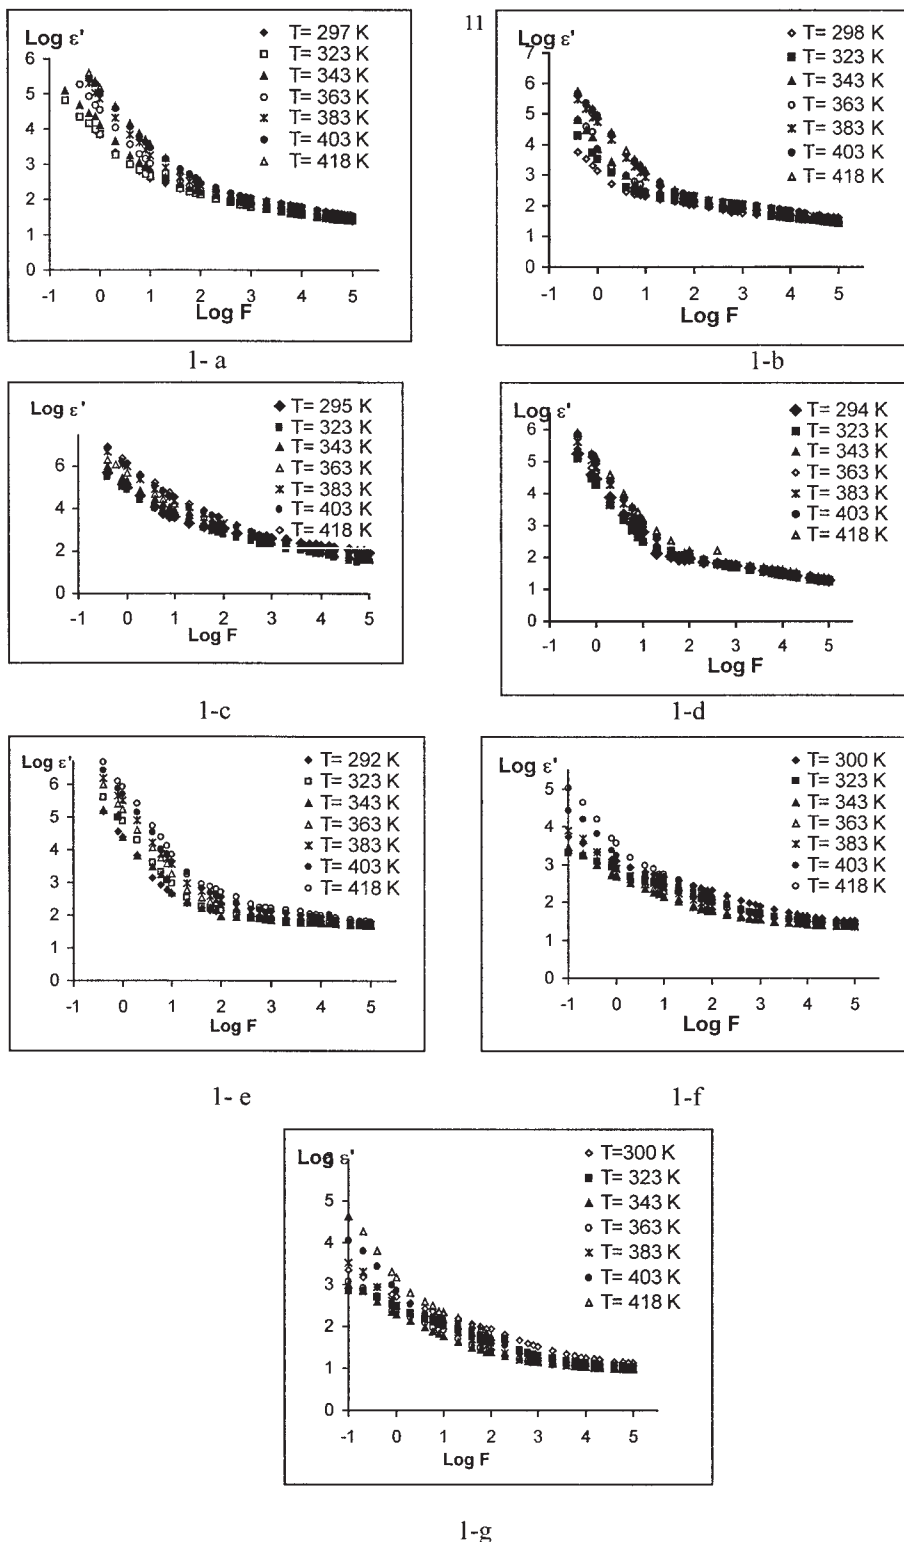 11
Log ε'
T= 297 K
T= 323 K
T= 343 K
T= 363 K
T= 383 K
T= 403 K
T= 418 K
6
5
4
3
2
1
0
-1 0 1 2 3 4 5
Log F
1- a
Log ε'
T= 298 K
T= 323 K
T= 343 K
T= 363 K
T= 383 K
T= 403 K
T= 418 K
7
6
5
4
3
2
1
0
-1 0 1 2 3 4 5
Log F
1-b
Log ε'
T= 295 K
T= 323 K
T= 343 K
T= 363 K
T= 383 K
T= 403 K
T= 418 K
6
4
2
0
-1 0 1 2 3 4 5
Log F
1-c
Log ε'
T= 294 K
T= 323 K
T= 343 K
T= 363 K
T= 383 K
T= 403 K
T= 418 K
6
5
4
3
2
1
0
-1 0 1 2 3 4 5
Log F
1-d
Log ε'
T= 292 K
T= 323 K
T= 343 K
T= 363 K
T= 383 K
T= 403 K
T= 418 K
6
5
4
3
2
1
0
-1 0 1 2 3 4 5
Log F
1- e
Log ε'
T= 300 K
T= 323 K
T= 343 K
T= 363 K
T= 383 K
T= 403 K
T= 418 K
5
4
3
2
1
0
-1 0 1 2 3 4 5
Log F
1-f
Log ε'
T=300 K
T= 323 K
T= 343 K
T= 363 K
T= 383 K
T= 403 K
T= 418 K
6
5
4
3
2
1
0
-1 0 1 2 3 4 5
Log F
1-g